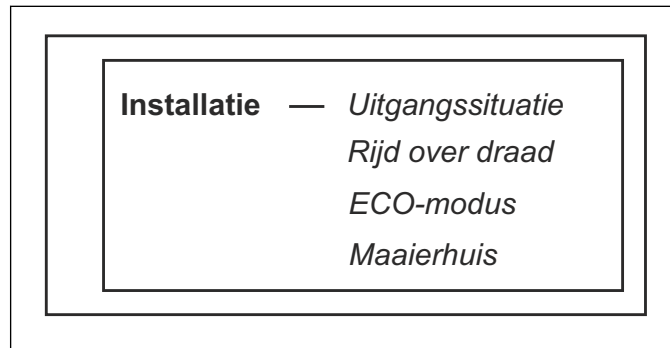 Installatie — Uitgangssituatie
Rijd over draad
ECO-modus
Maaierhuis